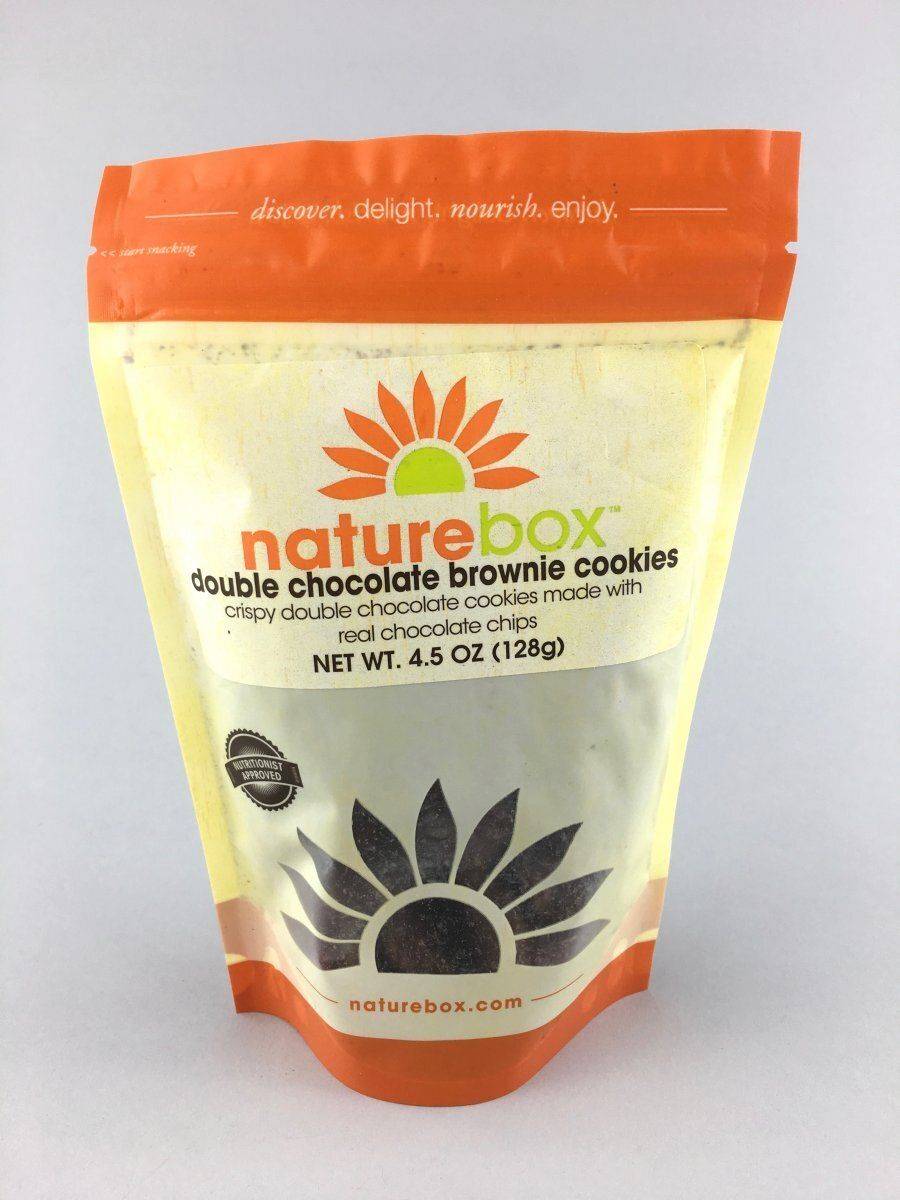 discover. delight. nourish. enjoy.
<< start snacking
naturebox™
double chocolate brownie cookies
crispy double chocolate cookies made with
real chocolate chips
NET WT. 4.5 OZ (128g)
NUTRITIONIST
APPROVED
naturebox.com